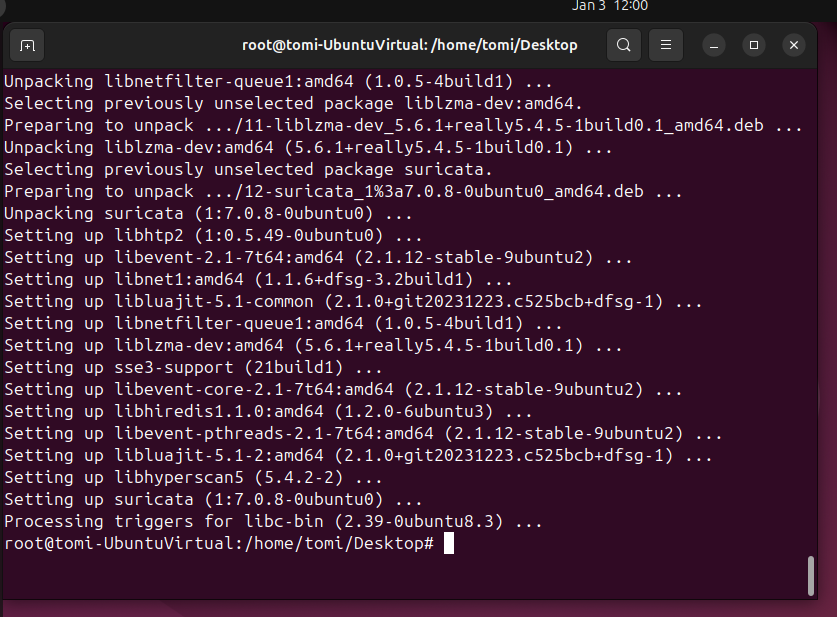 Jan 3 12:00
root@tomi-UbuntuVirtual: /home/tomi/Desktop
Unpacking libnetfilter-queue1:amd64 (1.0.5-4build1) ...
Selecting previously unselected package liblzma-dev:amd64.
Preparing to unpack .../11-liblzma-dev_5.6.1+really5.4.5-1build0.1_amd64.deb ...
Unpacking liblzma-dev:amd64 (5.6.1+really5.4.5-1build0.1) ...
Selecting previously unselected package suricata.
Preparing to unpack .../12-suricata_1%3a7.0.8-0ubuntu0_amd64.deb ...
Unpacking suricata (1:7.0.8-0ubuntu0) ...
Setting up libhtp2 (1:0.5.49-0ubuntu0) ...
Setting up libevent-2.1-7t64:amd64 (2.1.12-stable-9ubuntu2) ...
Setting up libnet1:amd64 (1.1.6+dfsg-3.2build1) ...
Setting up libluajit-5.1-common (2.1.0+git20231223.c525bcb+dfsg-1) ...
Setting up libnetfilter-queue1:amd64 (1.0.5-4build1) ...
Setting up liblzma-dev:amd64 (5.6.1+really5.4.5-1build0.1) ...
Setting up sse3-support (21build1) ...
Setting up libevent-core-2.1-7t64:amd64 (2.1.12-stable-9ubuntu2) ...
Setting up libhiredis1.1.0:amd64 (1.2.0-6ubuntu3) ...
Setting up libevent-pthreads-2.1-7t64:amd64 (2.1.12-stable-9ubuntu2) ...
Setting up libluajit-5.1-2:amd64 (2.1.0+git20231223.c525bcb+dfsg-1) ...
Setting up libhyperscan5 (5.4.2-2) ...
Setting up suricata (1:7.0.8-0ubuntu0) ...
Processing triggers for libc-bin (2.39-0ubuntu8.3) ...
root@tomi-UbuntuVirtual:/home/tomi/Desktop#